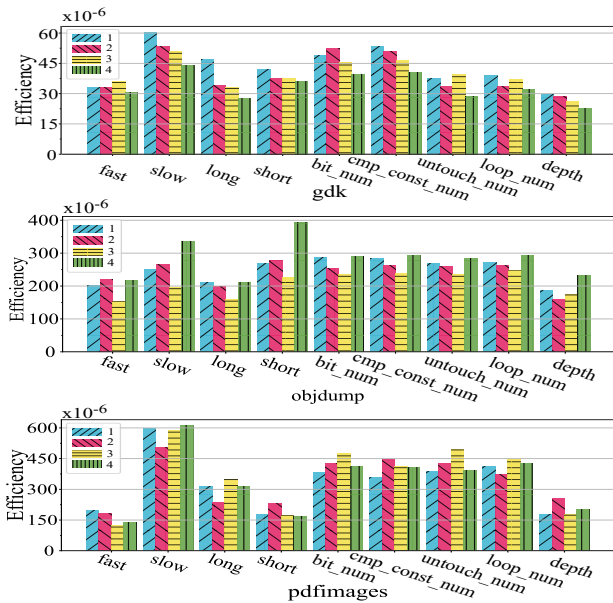 x10^-6
60
45
30
15
0
Efficiency
1
2
3
4
fast slow long short bit_num cmp_const_num untouch_num loop_num depth
gdk
x10^-6
400
300
200
100
0
Efficiency
1
2
3
4
fast slow long short bit_num cmp_const_num untouch_num loop_num depth
objdump
x10^-6
600
450
300
150
0
Efficiency
1
2
3
4
fast slow long short bit_num cmp_const_num untouch_num loop_num depth
pdfimages